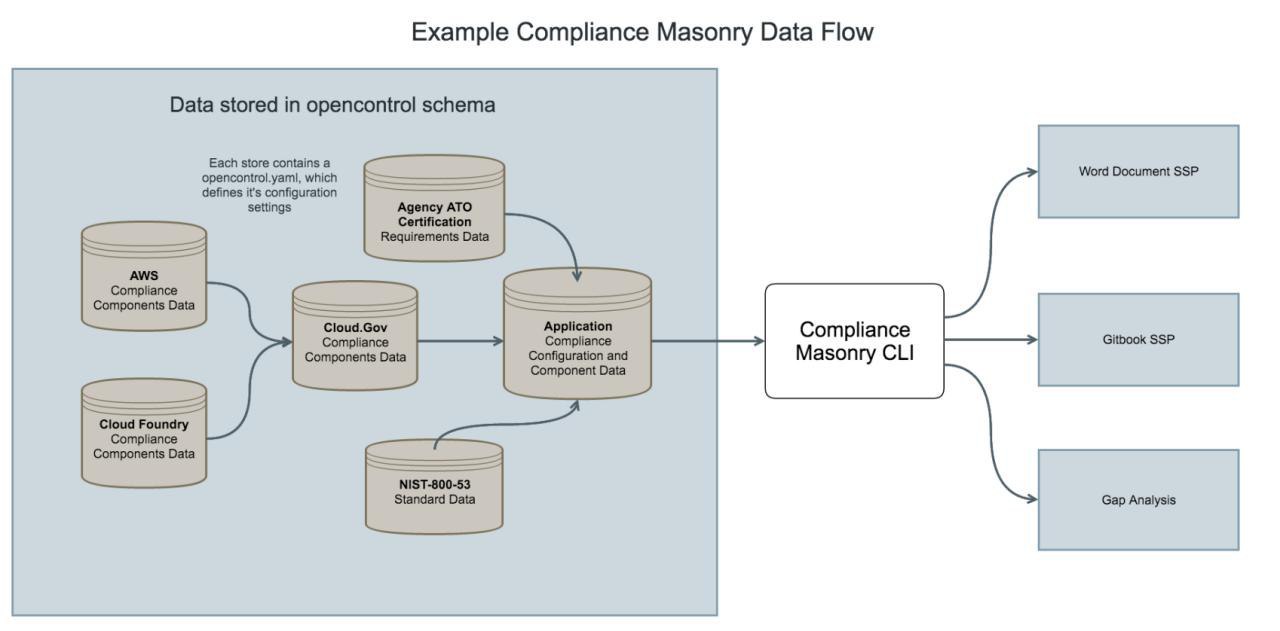 Example Compliance Masonry Data Flow
Data stored in opencontrol schema
Each store contains a
opencontrol.yaml, which
defines it's configuration
settings
Agency ATO
Certification
Requirements Data
AWS
Compliance
Components Data
Cloud.Gov
Compliance
Components Data
Application
Compliance
Configuration and
Component Data
Cloud Foundry
Compliance
Components Data
NIST-800-53
Standard Data
Compliance
Masonry CLI
Word Document SSP
Gitbook SSP
Gap Analysis